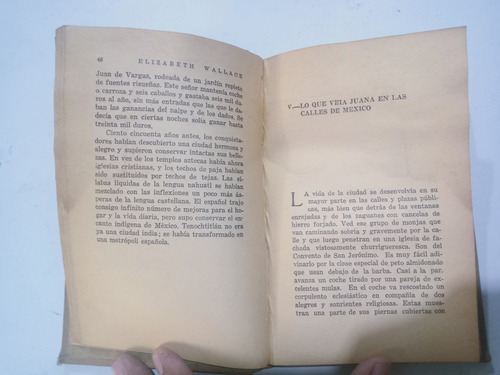 48 ELIZABETH WALLACE
Juan de Vargas, rodeada de un jardín repleto
de fuentes risueñas. Este señor mantenía coche
o carroza y seis caballos y gastaba seis mil du-
ros al año, sin más entradas que las que le da-
ban las ganancias del naipe y de los dados. Se
decía que en ciertas noches solía ganar hasta
treinta mil duros.
Ciento cincuenta años antes, los conquista-
dores habían descubierto una ciudad hermosa y
alegre y supieron conservar intactas sus belle-
zas. En vez de los templos aztecas había ahora
iglesias cristianas, y los techos de paja habían
sido sustituídos por techos de tejas. Las sí-
labas líquidas de la lengua nahuatl se habían
mezclado con las inflexiones un poco más ás-
peras de la lengua castellana. El español trajo
consigo infinito número de mejoras para el ho-
gar y la vida diaria, pero supo conservar el en-
canto indígena de México. Tenochtitlán no era
ya una ciudad india; se había transformado en
una metrópoli española.
V.—LO QUE VEIA JUANA EN LAS
CALLES DE MEXICO
LA vida de la ciudad se desenvolvía en su
mayor parte en las calles y plazas públi-
cas, más bien que detrás de las ventanas
enrejadas y de los zaguanes con cancelas de
hierro forjado. Ved ese grupo de monjas que
van caminando sobria y gravemente por la ca-
lle y que luego penetran en una iglesia de fa-
chada vistosamente churrigueresca. Son del
Convento de San Jerónimo. Es muy fácil adi-
vinarlo por la clase especial de peto almidonado
que usan debajo de la barba. Casi a la par.
avanza un coche tirado por una pareja de ex-
celentes mulas. En el coche va recostado un
corpulento eclesiástico en compañía de dos
alegres y sonrientes religiosas. Estas mues-
tran una parte de sus piernas cubiertas con